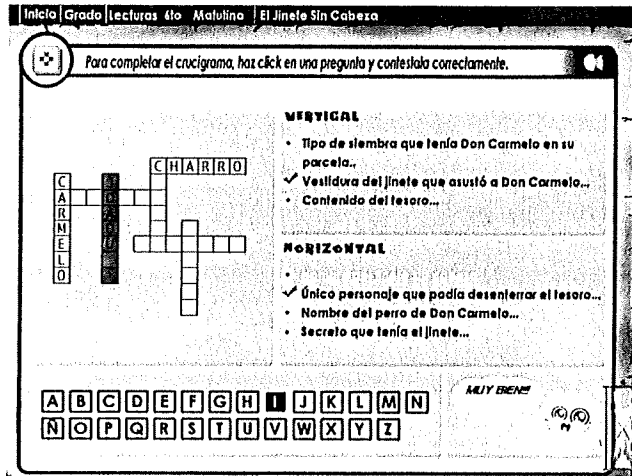 Inicio Grado Lecturas 6to Matutino El Jinete Sin Cabeza
Para completar el crucigrama, haz click en una pregunta y contestala correctamente.
VERTICAL
• Tipo de siembra que tenía Don Carmelo en su
parcela..
✓ Vestidura del jinete que asustó a Don Carmelo...
• Contenido del tesoro...
CHARRO
CARMELO
HORIZONTAL
•
✓ Único personaje que podía desenterrar el tesoro...
• Nombre del perro de Don Carmelo...
• Secreto que tenía el jinete...
A B C D E F G H I J K L M N
Ñ O P Q R S T U V W X Y Z
MUY BIEN!!